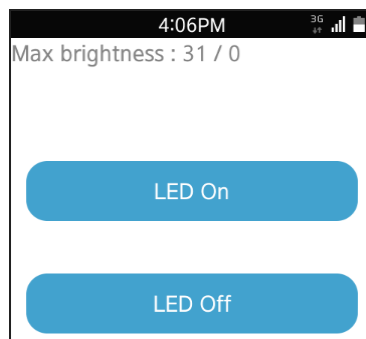 4:06PM
3G
Max brightness : 31 / 0
LED On
LED Off